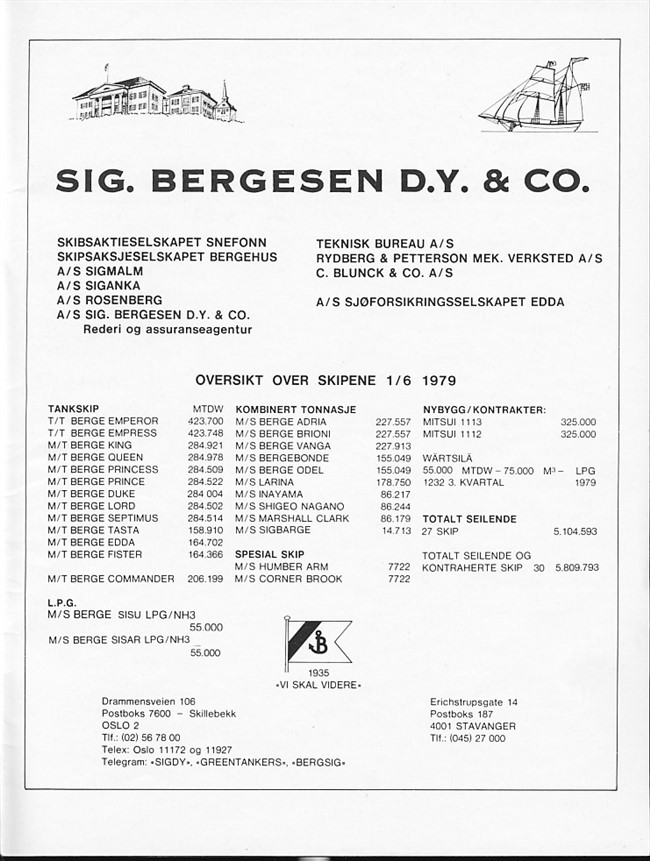 SIG. BERGESEN D.Y. & CO.
SKIBSAKTIESELSKAPET SNEFONN
SKIPSAKSJESELSKAPET BERGEHUS
A/S SIGMALM
A/S SIGANKA
A/S ROSENBERG
A/S SIG. BERGESEN D.Y. & CO.
Rederi og assuranseagentur
TEKNISK BUREAU A/S
RYDBERG & PETTERSON MEK. VERKSTED A/S
C. BLUNCK & CO. A/S
A/S SJØFORSIKRINGSSELSKAPET EDDA
OVERSIKT OVER SKIPENE 1/6 1979
TANKSKIP MTDW
T/T BERGE EMPEROR 423.700
T/T BERGE EMPRESS 423.748
M/T BERGE KING 284.921
M/T BERGE QUEEN 284.978
M/T BERGE PRINCESS 284.509
M/T BERGE PRINCE 284.522
M/T BERGE DUKE 284 004
M/T BERGE LORD 284.502
M/T BERGE SEPTIMUS 284.514
M/T BERGE TASTA 158.910
M/T BERGE EDDA 164.702
M/T BERGE FISTER 164.366
M/T BERGE COMMANDER 206.199
L.P.G.
M/S BERGE SISU LPG/NH3
55.000
M/S BERGE SISAR LPG/NH3
55.000
KOMBINERT TONNASJE
M/S BERGE ADRIA 227.557
M/S BERGE BRIONI 227.557
M/S BERGE VANGA 227.913
M/S BERGEBONDE 155.049
M/S BERGE ODEL 155.049
M/S LARINA 178.750
M/S INAYAMA 86.217
M/S SHIGEO NAGANO 86.244
M/S MARSHALL CLARK 86.179
M/S SIGBARGE 14.713
SPESIAL SKIP
M/S HUMBER ARM 7722
M/S CORNER BROOK 7722
NYBYGG/KONTRAKTER:
MITSUI 1113 325.000
MITSUI 1112 325.000
WÄRTSILÄ
55.000 MTDW – 75.000 M³ – LPG
1232 3. KVARTAL 1979
TOTALT SEILENDE
27 SKIP 5.104.593
TOTALT SEILENDE OG
KONTRAHERTE SKIP 30 5.809.793
B
1935
«VI SKAL VIDERE»
Drammensveien 106
Postboks 7600 – Skillebekk
OSLO 2
Tlf.: (02) 56 78 00
Telex: Oslo 11172 og 11927
Telegram: «SIGDY», «GREENTANKERS», «BERGSIG»
Erichstrupsgate 14
Postboks 187
4001 STAVANGER
Tlf.: (045) 27 000